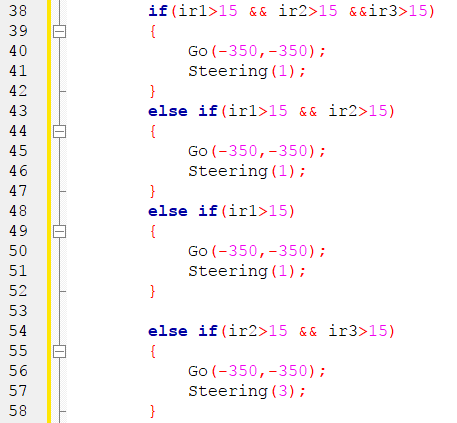 38 if(ir1>15 && ir2>15 &&ir3>15)
39 {
40 Go(-350,-350);
41 Steering(1);
42 }
43 else if(ir1>15 && ir2>15)
44 {
45 Go(-350,-350);
46 Steering(1);
47 }
48 else if(ir1>15)
49 {
50 Go(-350,-350);
51 Steering(1);
52 }
53
54 else if(ir2>15 && ir3>15)
55 {
56 Go(-350,-350);
57 Steering(3);
58 }